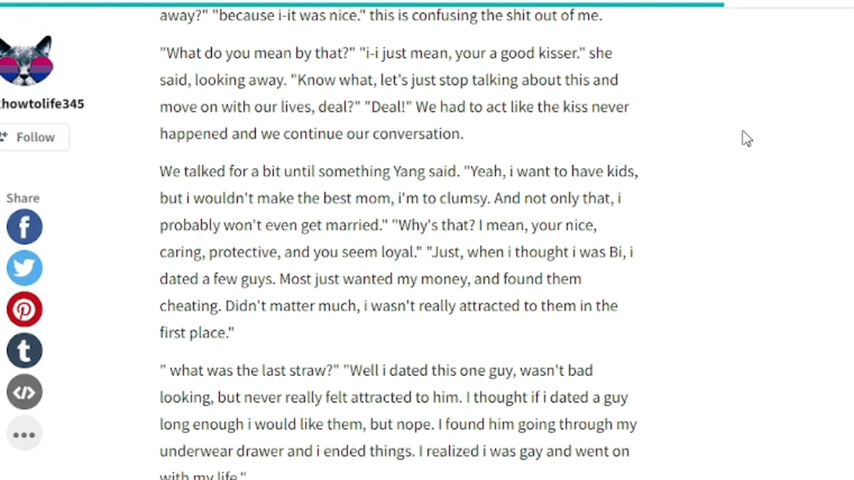 away?" "because i-it was nice." this is confusing the shit out of me.
"What do you mean by that?" "i-i just mean, your a good kisser." she
said, looking away. "Know what, let's just stop talking about this and
move on with our lives, deal?" "Deal!" We had to act like the kiss never
happened and we continue our conversation.
We talked for a bit until something Yang said. "Yeah, i want to have kids,
but i wouldn't make the best mom, i'm to clumsy. And not only that, i
probably won't even get married." "Why's that? I mean, your nice,
caring, protective, and you seem loyal." "Just, when i thought i was Bi, i
dated a few guys. Most just wanted my money, and found them
cheating. Didn't matter much, i wasn't really attracted to them in the
first place."
" what was the last straw?" "Well i dated this one guy, wasn't bad
looking, but never really felt attracted to him. I thought if i dated a guy
long enough i would like them, but nope. I found him going through my
underwear drawer and i ended things. I realized i was gay and went on
with my life."
howtolife345
Follow
Share